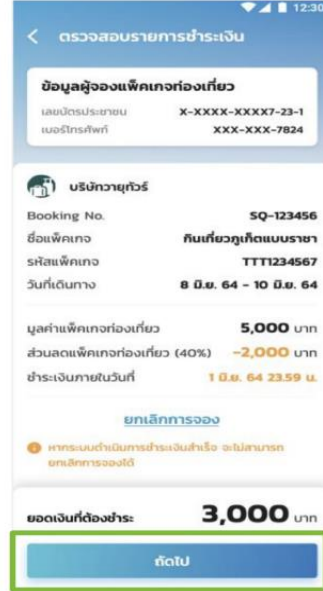 12:30
ตรวจสอบรายการชำระเงิน
ข้อมูลผู้จองแพ็คเกจท่องเที่ยว
เลขบัตรประชาชน X-XXXX-XXXX7-23-1
เบอร์โทรศัพท์ XXX-XXX-7824
บริษัทวายุทัวร์
Booking No. SQ-123456
ชื่อแพ็คเกจ กินเที่ยวภูเก็ตแบบราชา
รหัสแพ็คเกจ TTT1234567
วันที่เดินทาง 8 มิ.ย. 64 - 10 มิ.ย. 64
มูลค่าแพ็คเกจท่องเที่ยว 5,000 บาท
ส่วนลดแพ็คเกจท่องเที่ยว (40%) -2,000 บาท
ชำระเงินภายในวันที่ 1 มิ.ย. 64 23.59 น.
ยกเลิกการจอง
หากระบบดำเนินการชำระเงินสำเร็จ จะไม่สามารถ
ยกเลิกการจองได้
ยอดเงินที่ต้องชำระ 3,000 บาท
ถัดไป